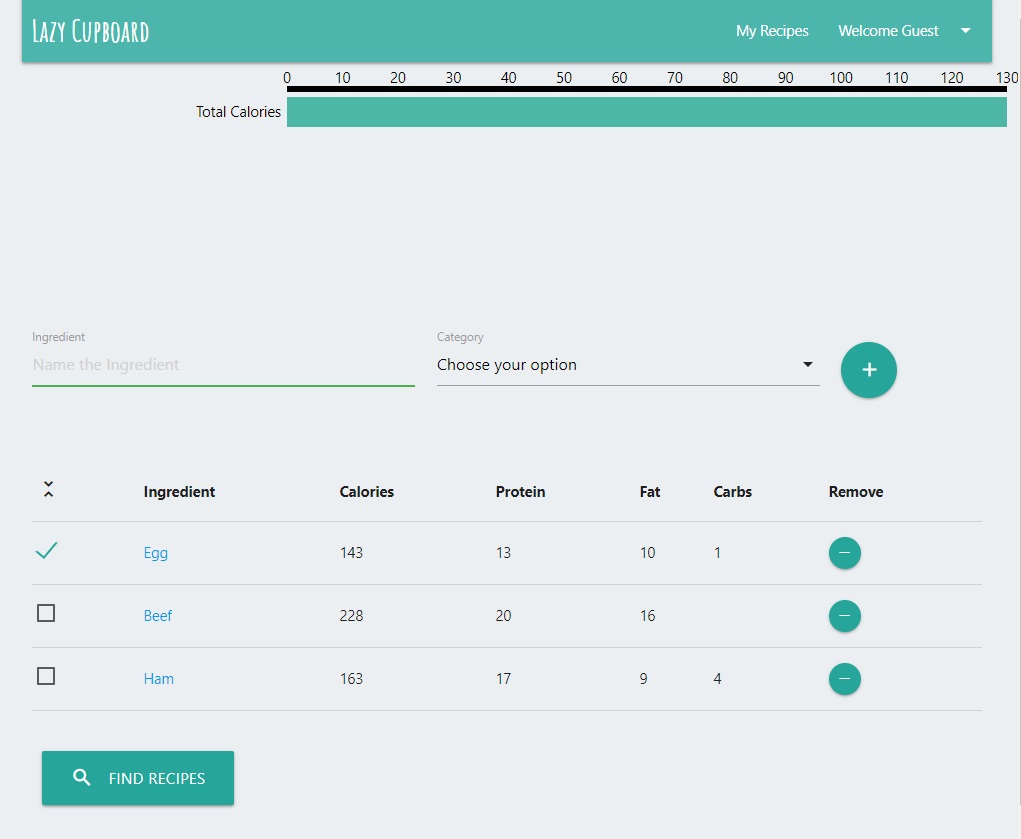 Lazy Cupboard My Recipes Welcome Guest
0 10 20 30 40 50 60 70 80 90 100 110 120 130
Total Calories
Ingredient Category
Name the Ingredient Choose your option
+
Ingredient Calories Protein Fat Carbs Remove
Egg 143 13 10 1
Beef 228 20 16
Ham 163 17 9 4
FIND RECIPES